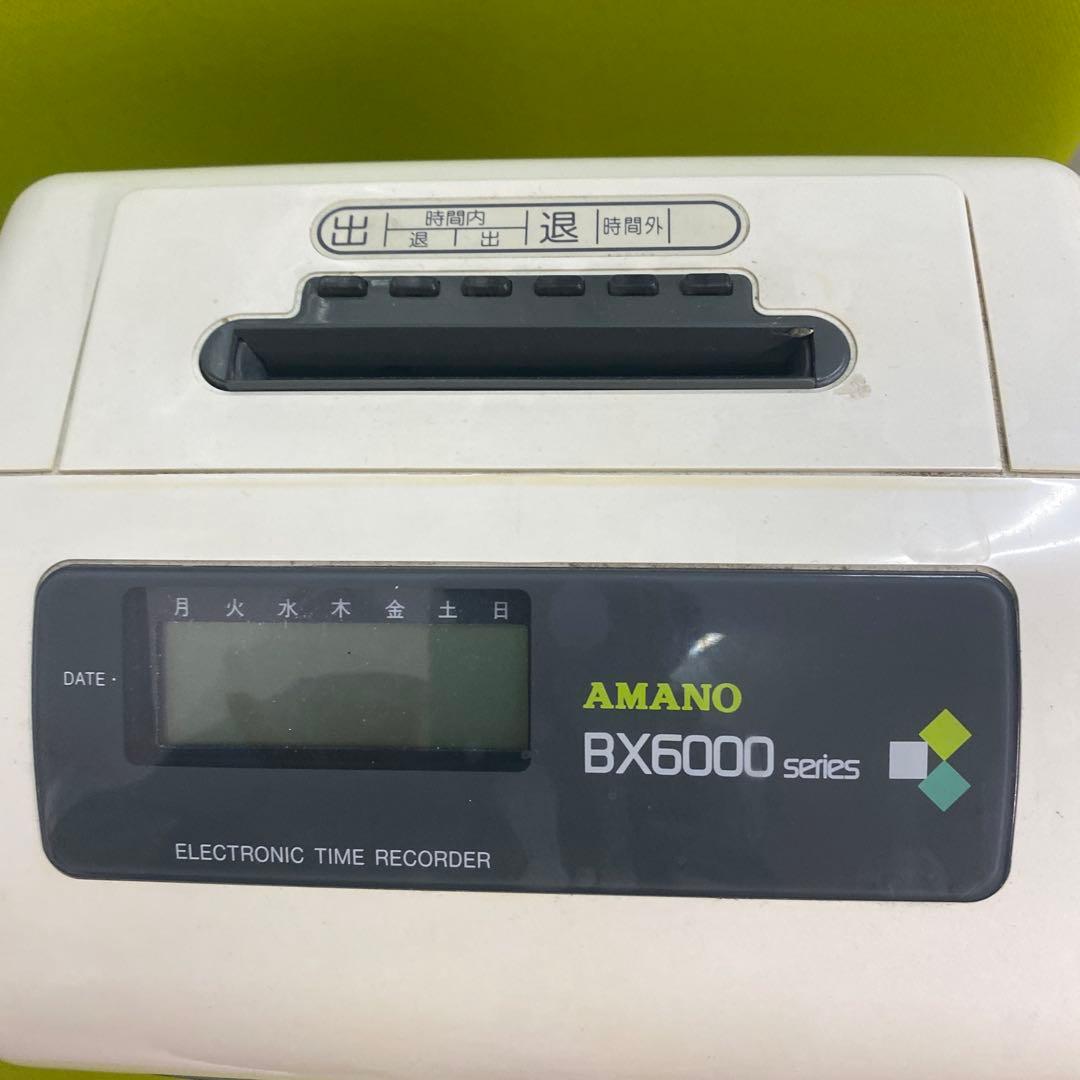 出 時間内 退 時間外
退 出
月 火 水 木 金 土 日
DATE
AMANO
BX6000 series
ELECTRONIC TIME RECORDER